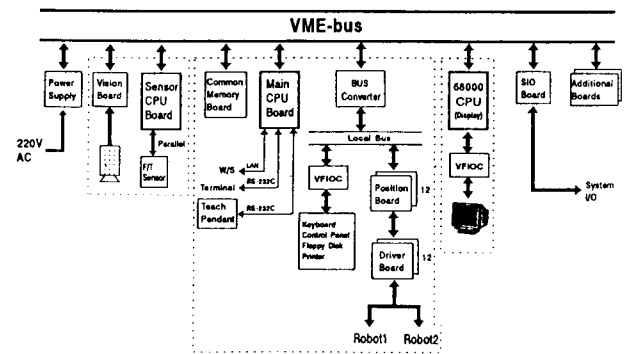 VME-bus
Power
Supply
Vision
Board
Sensor
CPU
Board
Common
Memory
Board
Main
CPU
Board
BUS
Converter
68000
CPU
(Display)
SIO
Board
Additional
Boards
220V
AC
Parallel
F/T
Sensor
Local Bus
W/S
LAN
Terminal
RS-232C
Teach
Pendant
RS-232C
VFIOC
Keyboard
Control Panel
Floppy Disk
Printer
Position
Board
12
Driver
Board
12
VFIOC
System
I/O
Robot1
Robot2